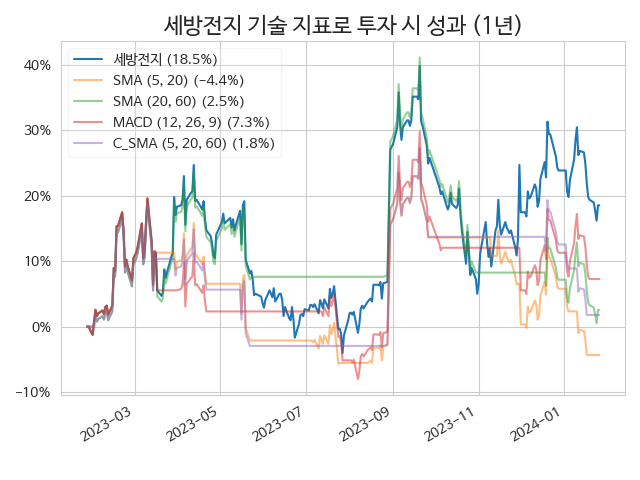 세방전지 기술 지표로 투자 시 성과 (1년)
세방전지 (18.5%)
SMA (5, 20) (−4.4%)
SMA (20, 60) (2.5%)
MACD (12, 26, 9) (7.3%)
C_SMA (5, 20, 60) (1.8%)
40%
30%
20%
10%
0%
−10%
2023−03
2023−05
2023−07
2023−09
2023−11
2024−01